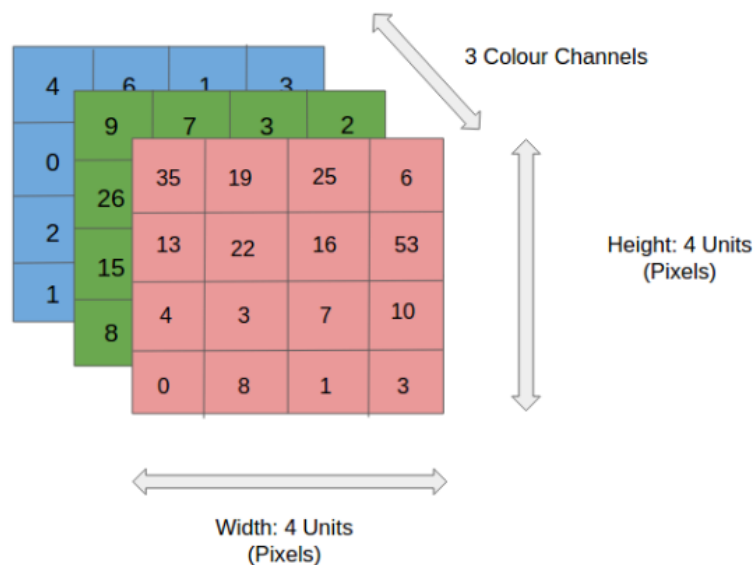 3 Colour Channels
4 6 1 3
9 7 3 2
0
35 19 25 6
26
13 22 16 53
2
15
4 3 7 10
1
8
0 8 1 3
Height: 4 Units
(Pixels)
Width: 4 Units
(Pixels)